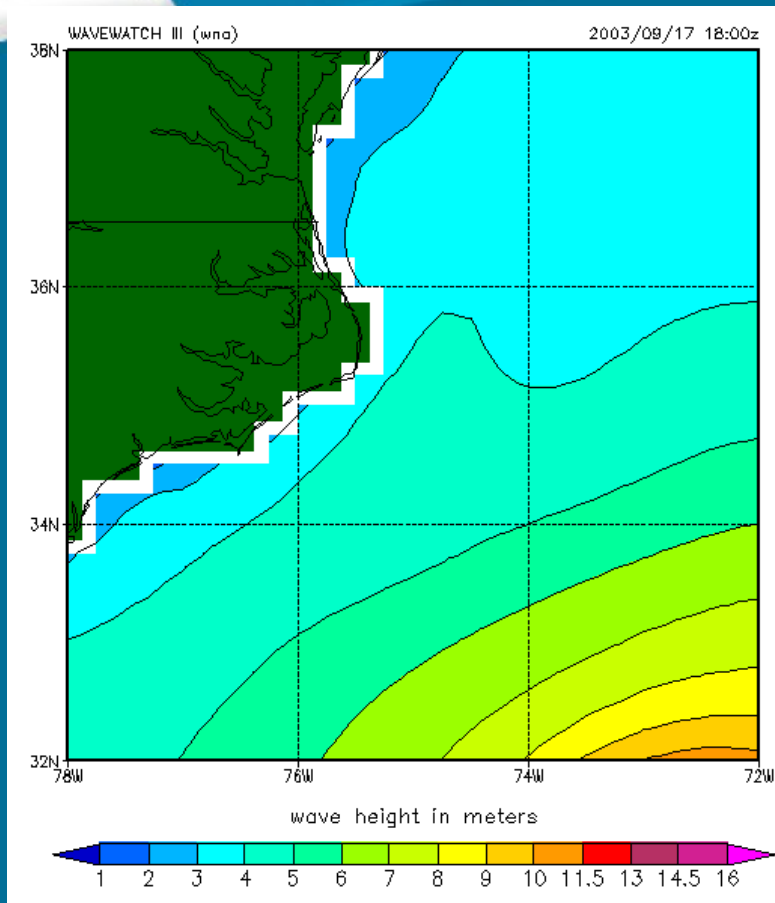 WAVEWATCH III (wna) 2003/09/17 18:00z
38N
36N
34N
32N
78W 76W 74W 72W
wave height in meters
1 2 3 4 5 6 7 8 9 10 11.5 13 14.5 16